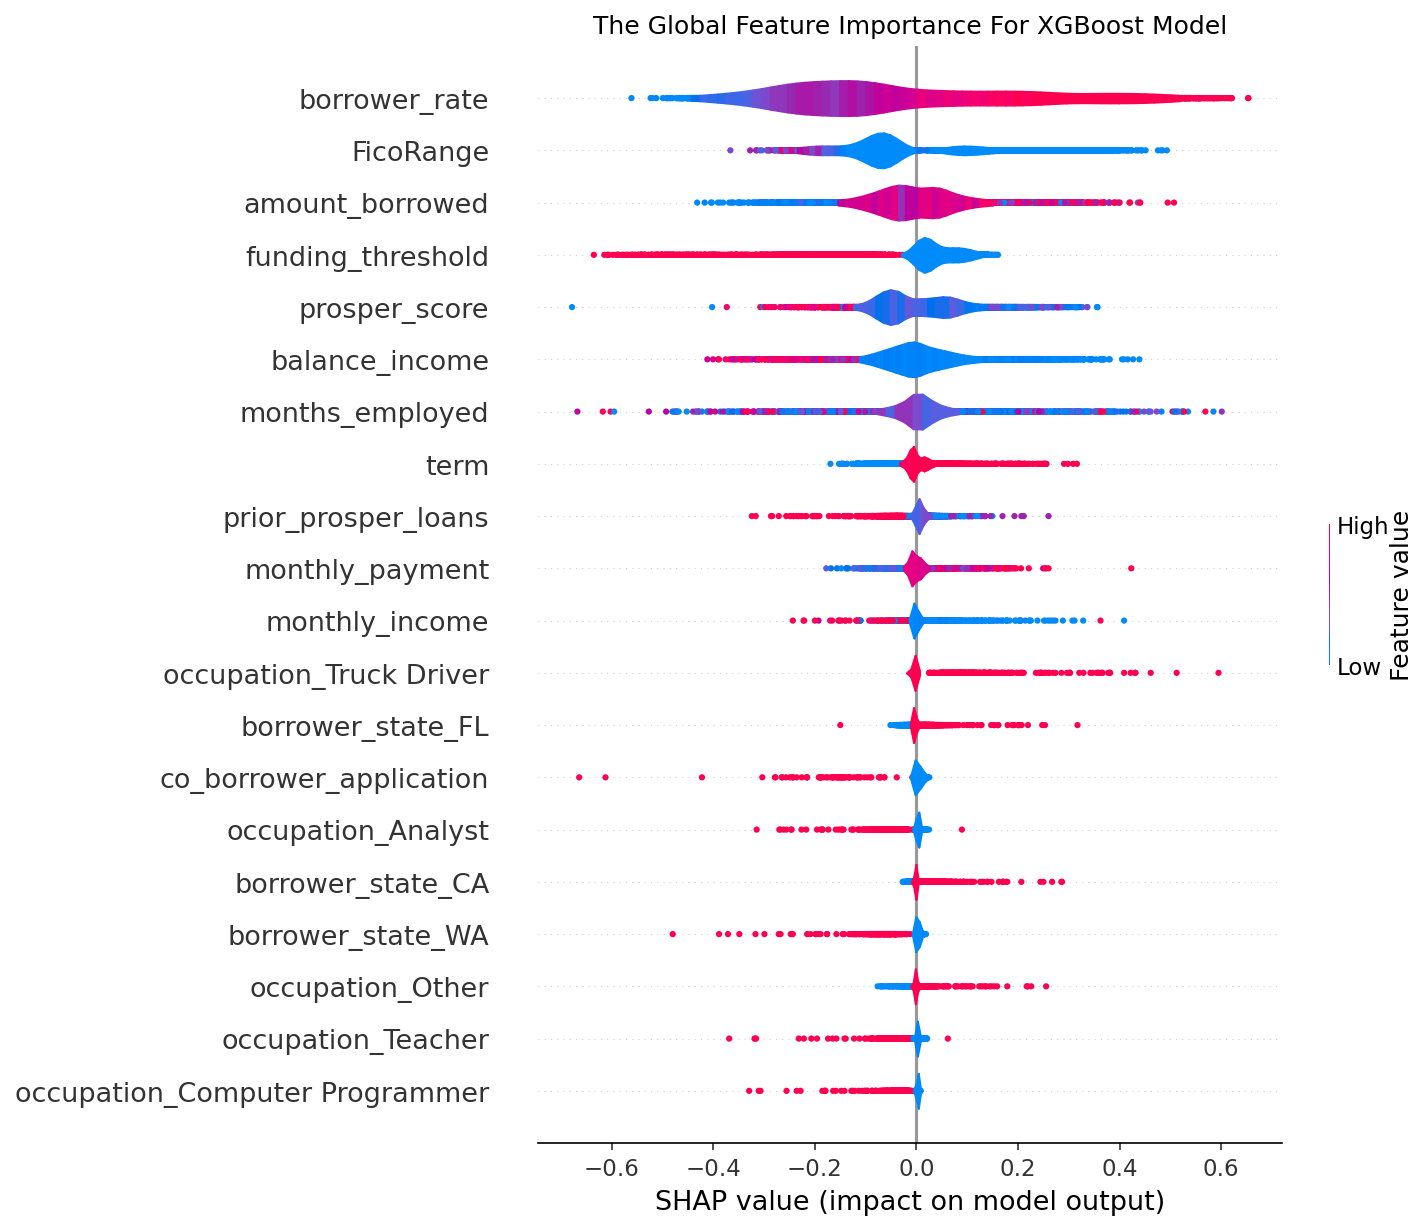 The Global Feature Importance For XGBoost Model
borrower_rate
FicoRange
amount_borrowed
funding_threshold
prosper_score
balance_income
months_employed
term
prior_prosper_loans
monthly_payment
monthly_income
occupation_Truck Driver
borrower_state_FL
co_borrower_application
occupation_Analyst
borrower_state_CA
borrower_state_WA
occupation_Other
occupation_Teacher
occupation_Computer Programmer
−0.6 −0.4 −0.2 0.0 0.2 0.4 0.6
SHAP value (impact on model output)
High
Low
Feature value